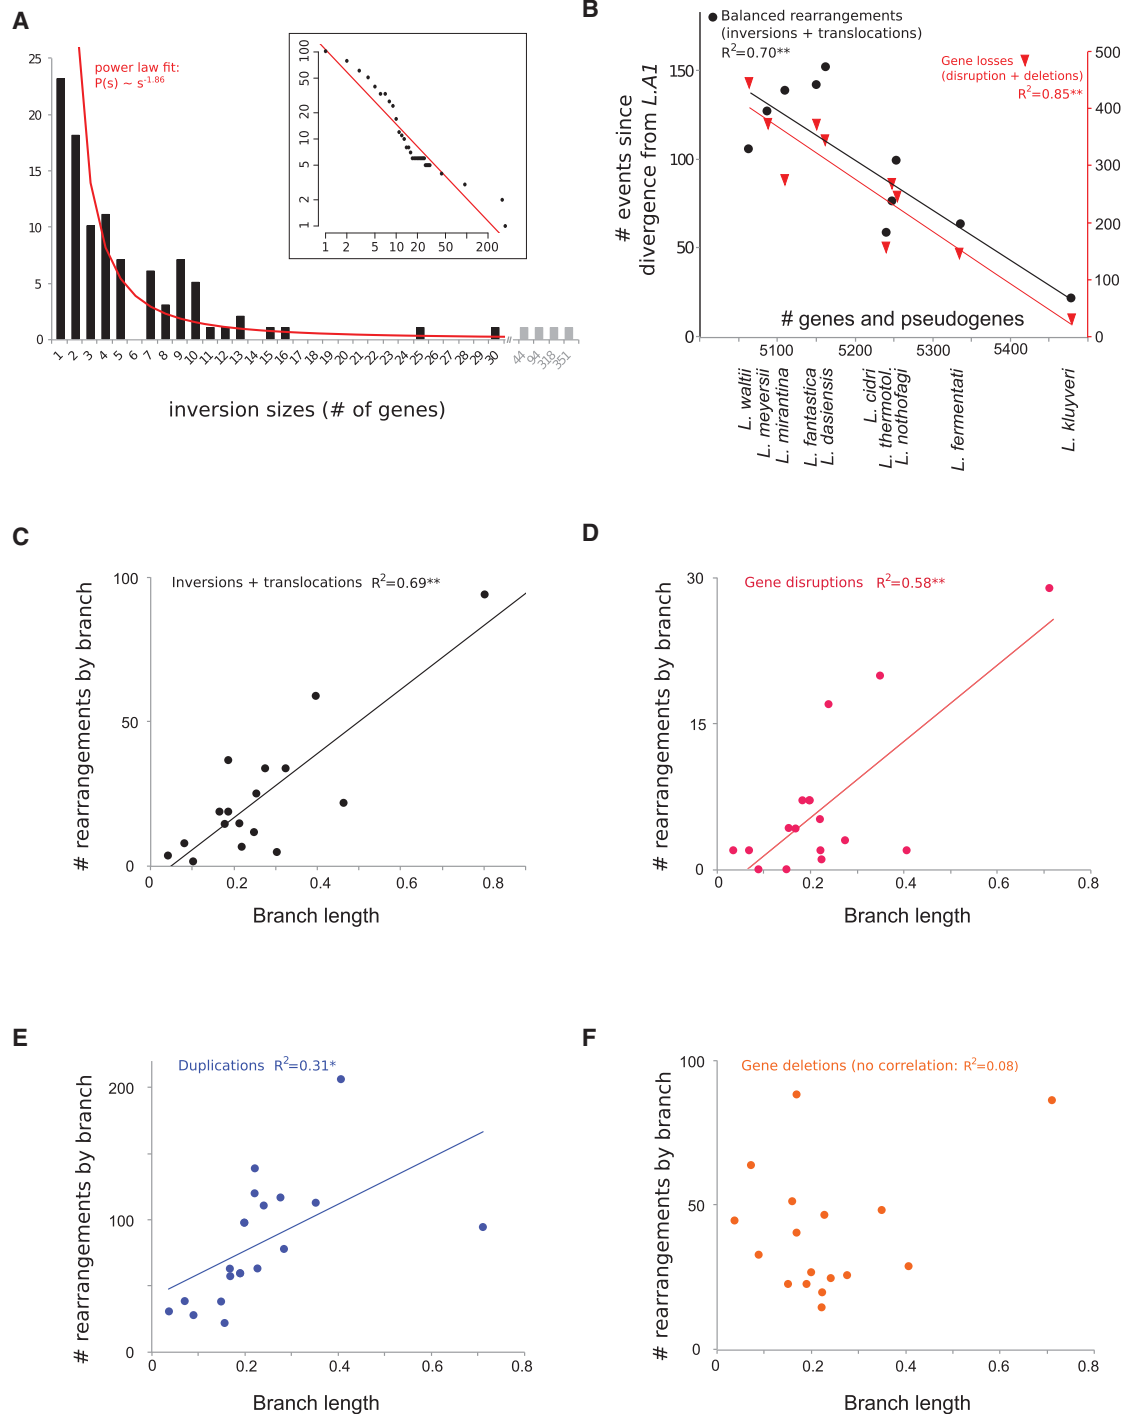 A
power law fit:
P(s) ~ s-1.86
25
20
15
10
5
0
1 2 3 4 5 6 7 8 9 10 11 12 13 14 15 16 17 18 19 20 21 22 23 24 25 26 27 28 29 30 // 44 94 318 351
inversion sizes (# of genes)
100
50
20
10
5
2
1
1 2 5 10 20 50 200
B
Balanced rearrangements
(inversions + translocations)
R2=0.70**
Gene losses
(disruption + deletions)
R2=0.85**
# events since
divergence from L.A1
150
100
50
0
500
400
300
200
100
0
# genes and pseudogenes
5100 5200 5300 5400
L. waltii
L. meyersii
L. mirantina
L. fantastica
L. dasiensis
L. cidri
L. thermotol.
L. nothofagi
L. fermentati
L. kluyveri
C
Inversions + translocations R2=0.69**
# rearrangements by branch
100
50
0
0 0.2 0.4 0.6 0.8
Branch length
D
Gene disruptions R2=0.58**
# rearrangements by branch
30
15
0
0 0.2 0.4 0.6 0.8
Branch length
E
Duplications R2=0.31*
# rearrangements by branch
200
100
0
0 0.2 0.4 0.6 0.8
Branch length
F
Gene deletions (no correlation: R2=0.08)
# rearrangements by branch
100
50
0
0 0.2 0.4 0.6 0.8
Branch length